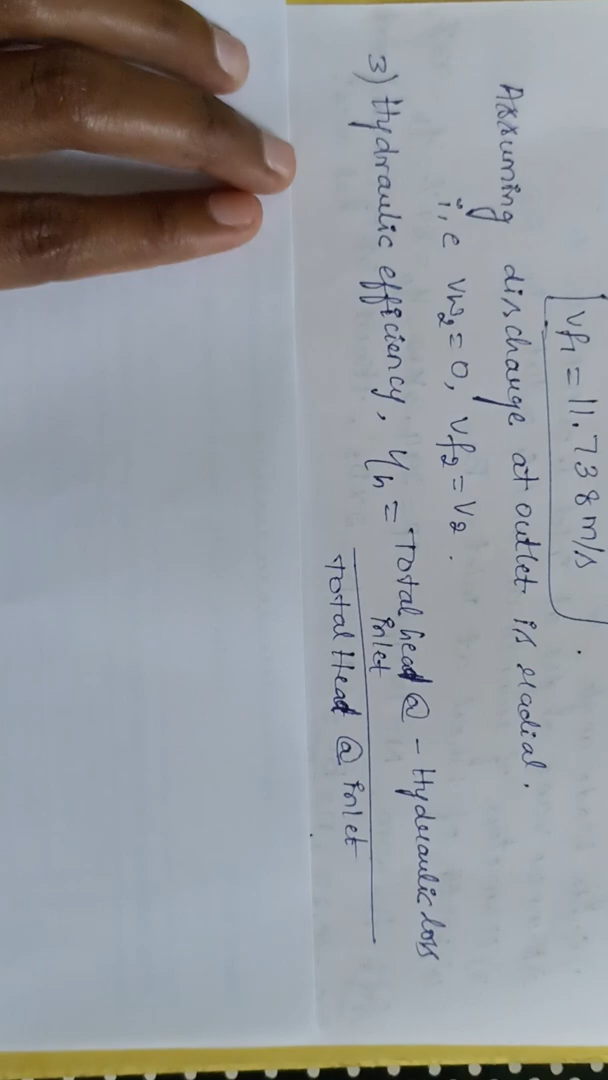 Vf1 = 11.738 m/s.
Assuming discharge at outlet is radial.
i,e Vw2 = 0, Vf2 = V2.
3) Hydraulic efficiency, ηh = Total head @ - Hydraulic loss
inlet
Total Head @ inlet